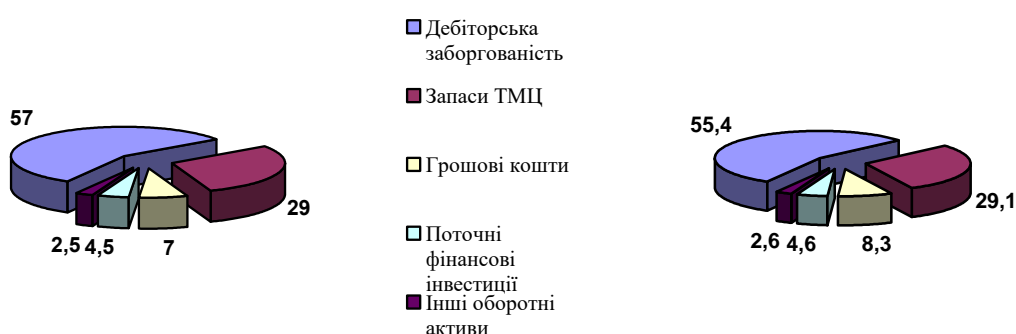 57
29
7
4,5
2,5
Дебіторська
заборгованість
Запаси ТМЦ
Грошові кошти
Поточні
фінансові
інвестиції
Інші оборотні
активи
55,4
29,1
8,3
4,6
2,6